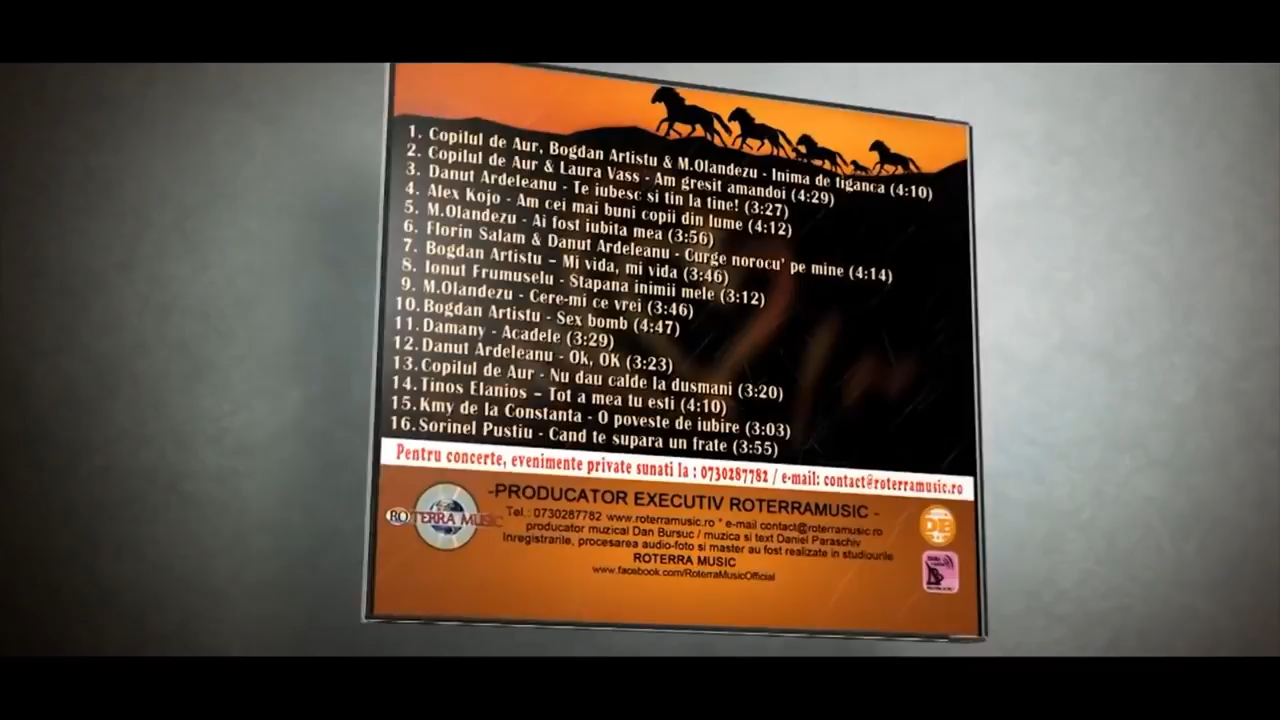 1. Copilul de Aur, Bogdan Artistu & M.Olandezu - Inima de tiganca (4:10)
2. Copilul de Aur & Laura Vass - Am gresit amandoi (4:29)
3. Danut Ardeleanu - Te iubesc si tin la tine! (3:27)
4. Alex Kojo - Am cei mai buni copii din lume (4:12)
5. M.Olandezu - Ai fost iubita mea (3:56)
6. Florin Salam & Danut Ardeleanu - Curge norocu' pe mine (4:14)
7. Bogdan Artistu – Mi vida, mi vida (3:46)
8. Ionut Frumuselu - Stapana inimii mele (3:12)
9. M.Olandezu - Cere-mi ce vrei (3:46)
10. Bogdan Artistu - Sex bomb (4:47)
11. Damany - Acadele (3:29)
12. Danut Ardeleanu - Ok, OK (3:23)
13. Copilul de Aur - Nu dau calde la dusmani (3:20)
14. Tinos Elanios – Tot a mea tu esti (4:10)
15. Kmy de la Constanta - O poveste de iubire (3:03)
16. Sorinel Pustiu - Cand te supara un frate (3:55)
Pentru concerte, evenimente private sunati la : 0730287782 / e-mail: contact@roterramusic.ro
-PRODUCATOR EXECUTIV ROTERRAMUSIC -
ROTERRA MUSIC
Tel.: 0730287782 www.roterramusic.ro * e-mail contact@roterramusic.ro
producator muzical Dan Bursuc / muzica si text Daniel Paraschiv
Inregistrarile, procesarea audio-foto si master au fost realizate in studiourile
ROTERRA MUSIC
www.facebook.com/RoterraMusicOfficial
DB